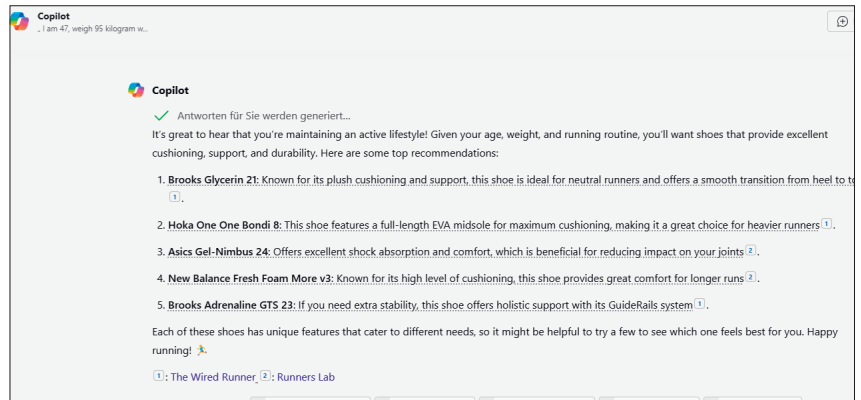 Copilot
, I am 47, weigh 95 kilogram w...
Copilot
Antworten für Sie werden generiert...
It's great to hear that you're maintaining an active lifestyle! Given your age, weight, and running routine, you'll want shoes that provide excellent
cushioning, support, and durability. Here are some top recommendations:
1. Brooks Glycerin 21: Known for its plush cushioning and support, this shoe is ideal for neutral runners and offers a smooth transition from heel to
1.
2. Hoka One One Bondi 8: This shoe features a full-length EVA midsole for maximum cushioning, making it a great choice for heavier runners 1.
3. Asics Gel-Nimbus 24: Offers excellent shock absorption and comfort, which is beneficial for reducing impact on your joints 2.
4. New Balance Fresh Foam More v3: Known for its high level of cushioning, this shoe provides great comfort for longer runs 2.
5. Brooks Adrenaline GTS 23: If you need extra stability, this shoe offers holistic support with its GuideRails system 1.
Each of these shoes has unique features that cater to different needs, so it might be helpful to try a few to see which one feels best for you. Happy
running! 🏃
1: The Wired Runner 2: Runners Lab